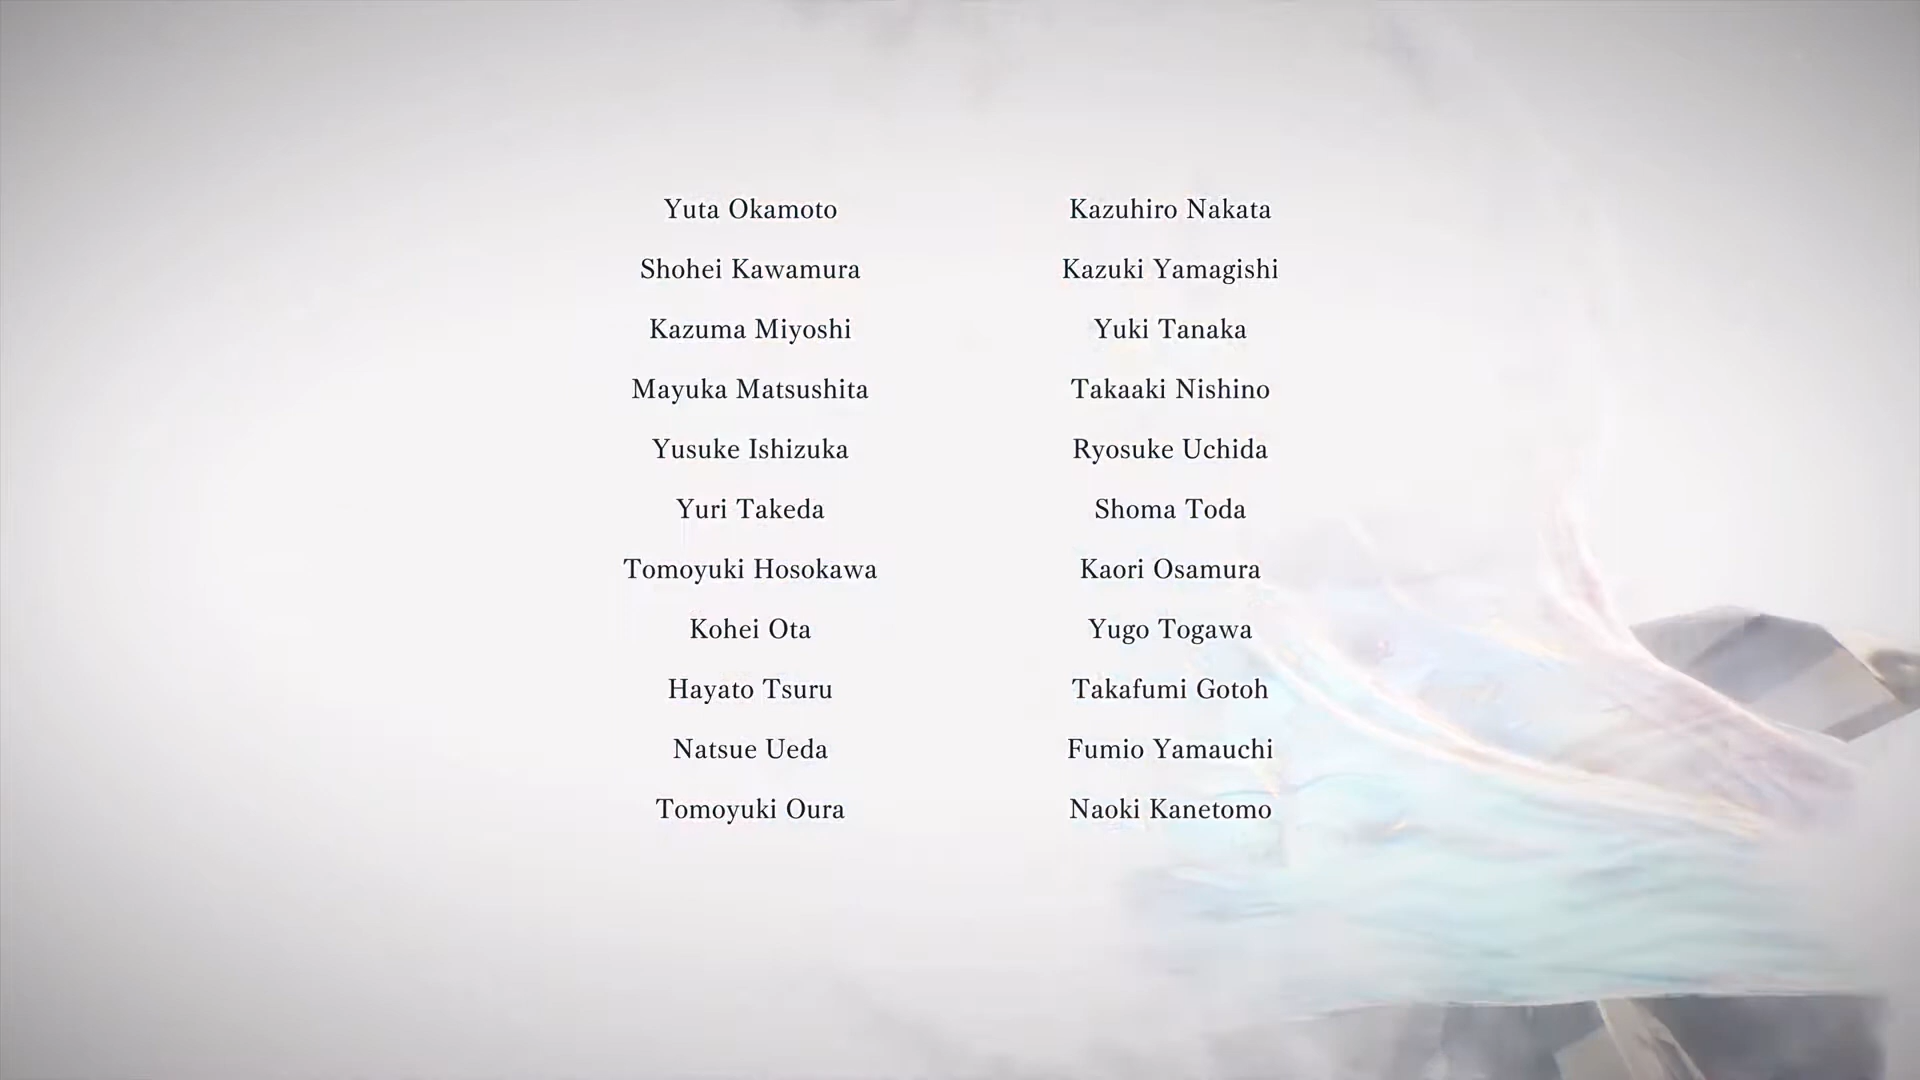 Yuta Okamoto
Shohei Kawamura
Kazuma Miyoshi
Mayuka Matsushita
Yusuke Ishizuka
Yuri Takeda
Tomoyuki Hosokawa
Kohei Ota
Hayato Tsuru
Natsue Ueda
Tomoyuki Oura
Kazuhiro Nakata
Kazuki Yamagishi
Yuki Tanaka
Takaaki Nishino
Ryosuke Uchida
Shoma Toda
Kaori Osamura
Yugo Togawa
Takafumi Gotoh
Fumio Yamauchi
Naoki Kanetomo